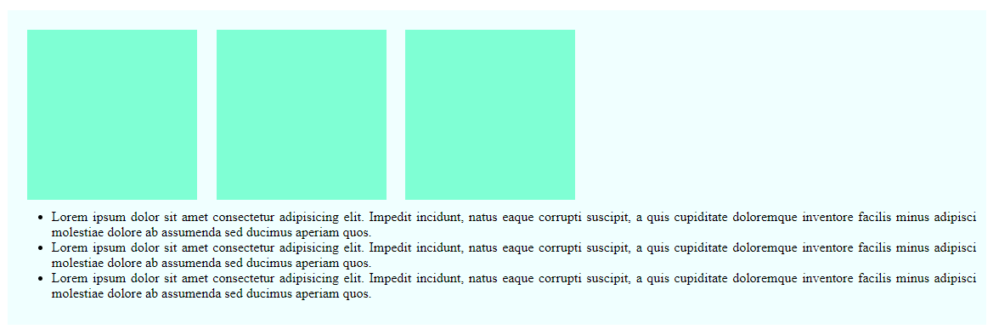 • Lorem ipsum dolor sit amet consectetur adipisicing elit. Impedit incidunt, natus eaque corrupti suscipit, a quis cupiditate doloremque inventore facilis minus adipisci
molestiae dolore ab assumenda sed ducimus aperiam quos.
• Lorem ipsum dolor sit amet consectetur adipisicing elit. Impedit incidunt, natus eaque corrupti suscipit, a quis cupiditate doloremque inventore facilis minus adipisci
molestiae dolore ab assumenda sed ducimus aperiam quos.
• Lorem ipsum dolor sit amet consectetur adipisicing elit. Impedit incidunt, natus eaque corrupti suscipit, a quis cupiditate doloremque inventore facilis minus adipisci
molestiae dolore ab assumenda sed ducimus aperiam quos.